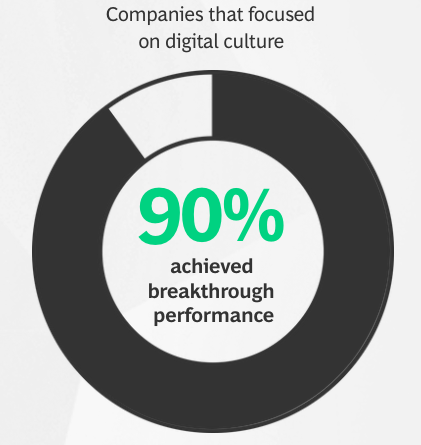 Companies that focused
on digital culture
90%
achieved
breakthrough
performance